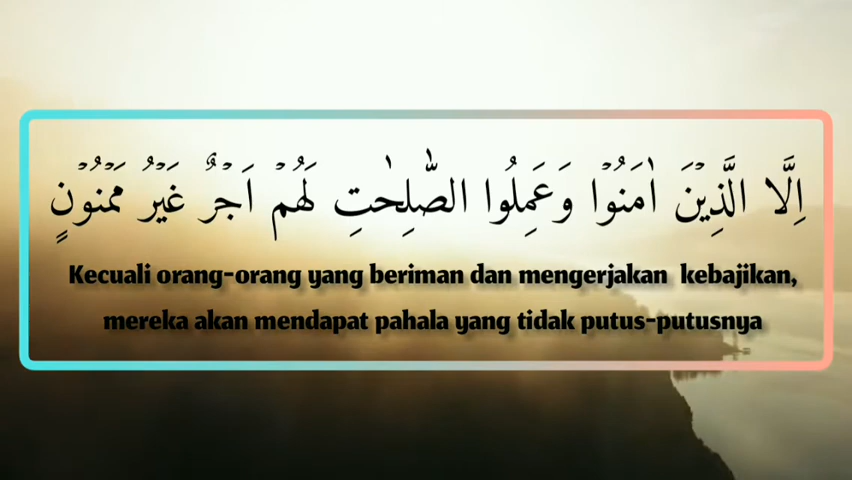 اِلَّا الَّذِيْنَ اٰمَنُوْا وَعَمِلُوا الصّٰلِحٰتِ لَهُمْ اَجْرٌ غَيْرُ مَمْنُوْنٍ
Kecuali orang-orang yang beriman dan mengerjakan kebajikan,
mereka akan mendapat pahala yang tidak putus-putusnya